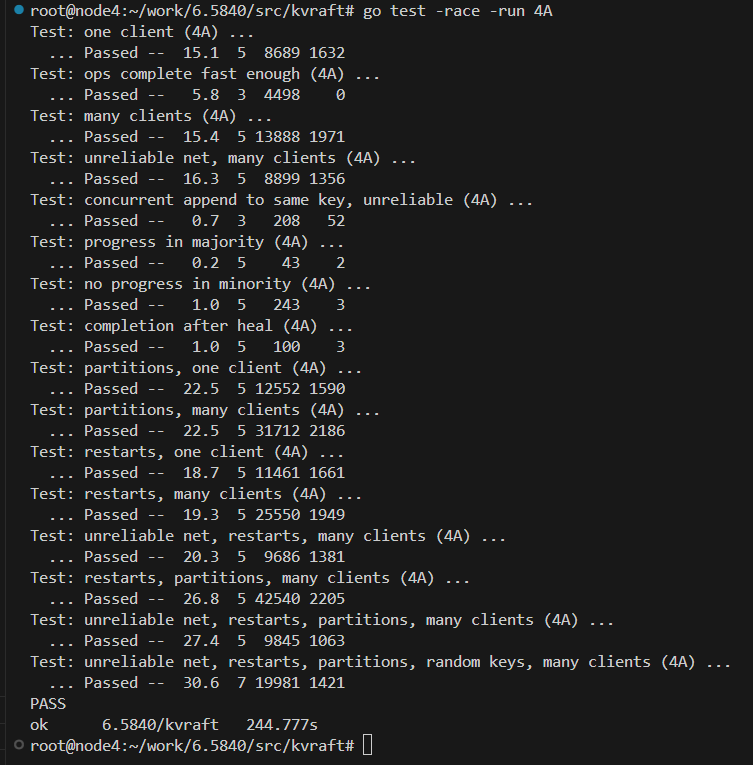 root@node4:~/work/6.5840/src/kvraft# go test -race -run 4A
Test: one client (4A) ...
  ... Passed --  15.1  5  8689 1632
Test: ops complete fast enough (4A) ...
  ... Passed --   5.8  3  4498    0
Test: many clients (4A) ...
  ... Passed --  15.4  5 13888 1971
Test: unreliable net, many clients (4A) ...
  ... Passed --  16.3  5  8899 1356
Test: concurrent append to same key, unreliable (4A) ...
  ... Passed --   0.7  3   208   52
Test: progress in majority (4A) ...
  ... Passed --   0.2  5    43    2
Test: no progress in minority (4A) ...
  ... Passed --   1.0  5   243    3
Test: completion after heal (4A) ...
  ... Passed --   1.0  5   100    3
Test: partitions, one client (4A) ...
  ... Passed --  22.5  5 12552 1590
Test: partitions, many clients (4A) ...
  ... Passed --  22.5  5 31712 2186
Test: restarts, one client (4A) ...
  ... Passed --  18.7  5 11461 1661
Test: restarts, many clients (4A) ...
  ... Passed --  19.3  5 25550 1949
Test: unreliable net, restarts, many clients (4A) ...
  ... Passed --  20.3  5  9686 1381
Test: restarts, partitions, many clients (4A) ...
  ... Passed --  26.8  5 42540 2205
Test: unreliable net, restarts, partitions, many clients (4A) ...
  ... Passed --  27.4  5  9845 1063
Test: unreliable net, restarts, partitions, random keys, many clients (4A) ...
  ... Passed --  30.6  7 19981 1421
PASS
ok      6.5840/kvraft   244.777s
root@node4:~/work/6.5840/src/kvraft#